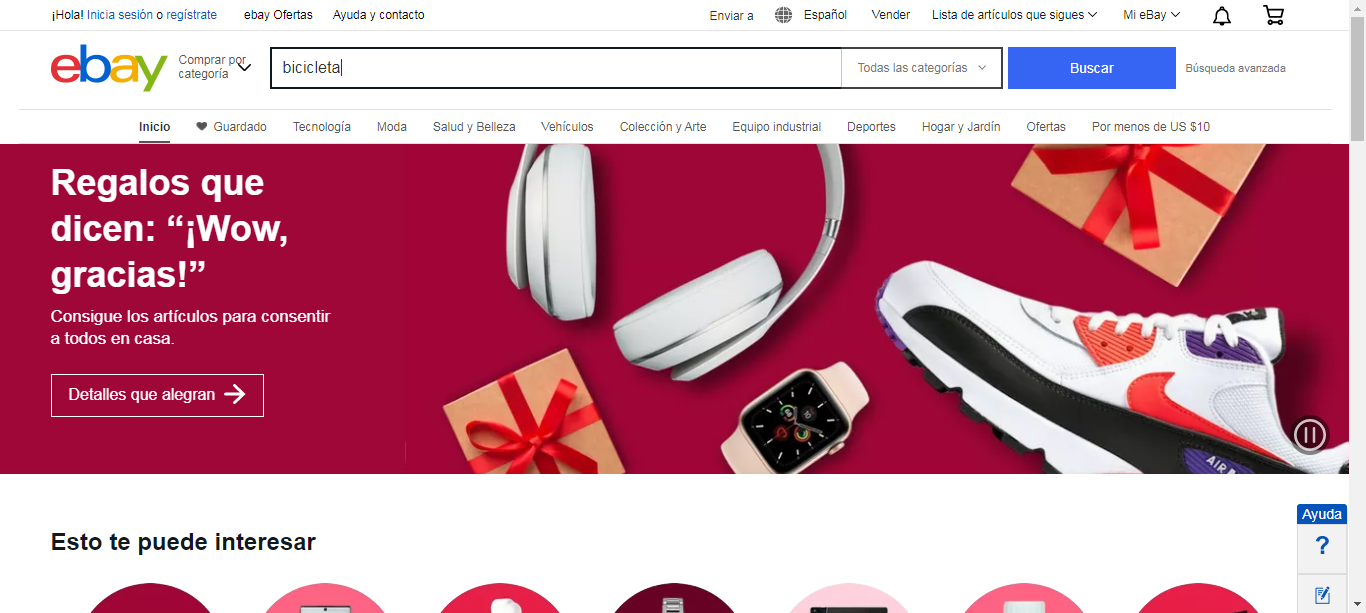 ¡Hola! Inicia sesión o regístrate ebay Ofertas Ayuda y contacto Enviar a Español Vender Lista de artículos que sigues Mi eBay
ebay
Comprar por
categoría
bicicleta
Todas las categorías
Buscar
Búsqueda avanzada
Inicio Guardado Tecnología Moda Salud y Belleza Vehículos Colección y Arte Equipo industrial Deportes Hogar y Jardín Ofertas Por menos de US $10
Regalos que
dicen: “¡Wow,
gracias!”
Consigue los artículos para consentir
a todos en casa.
Detalles que alegran
AIR
Ayuda
?
Esto te puede interesar